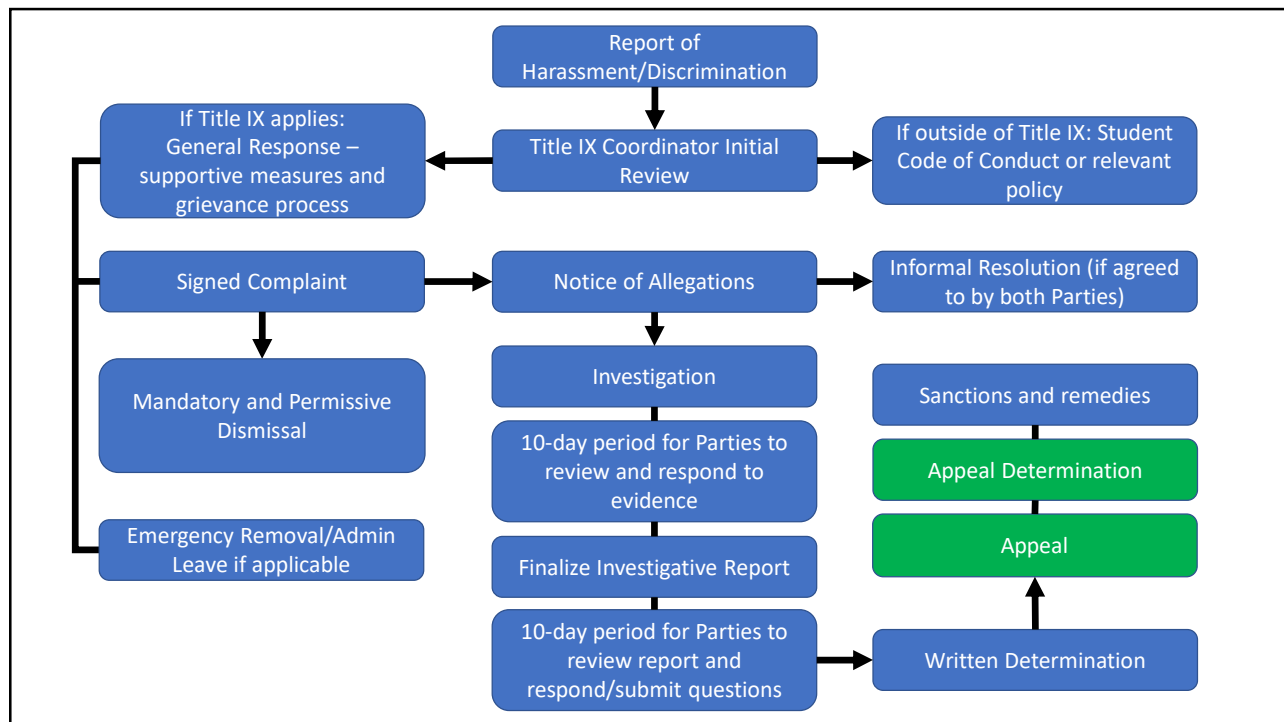 Report of
Harassment/Discrimination
If Title IX applies:
General Response –
supportive measures and
grievance process
Title IX Coordinator Initial
Review
If outside of Title IX: Student
Code of Conduct or relevant
policy
Signed Complaint
Notice of Allegations
Informal Resolution (if agreed
to by both Parties)
Mandatory and Permissive
Dismissal
Investigation
Sanctions and remedies
10-day period for Parties to
review and respond to
evidence
Appeal Determination
Emergency Removal/Admin
Leave if applicable
Finalize Investigative Report
Appeal
10-day period for Parties to
review report and
respond/submit questions
Written Determination